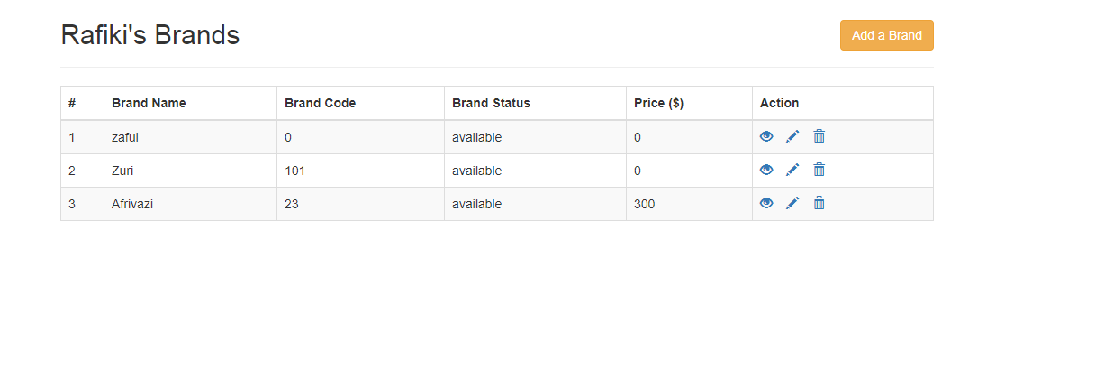 Rafiki's Brands
Add a Brand
# Brand Name Brand Code Brand Status Price ($) Action
1 zaful 0 available 0
2 Zuri 101 available 0
3 Afrivazi 23 available 300